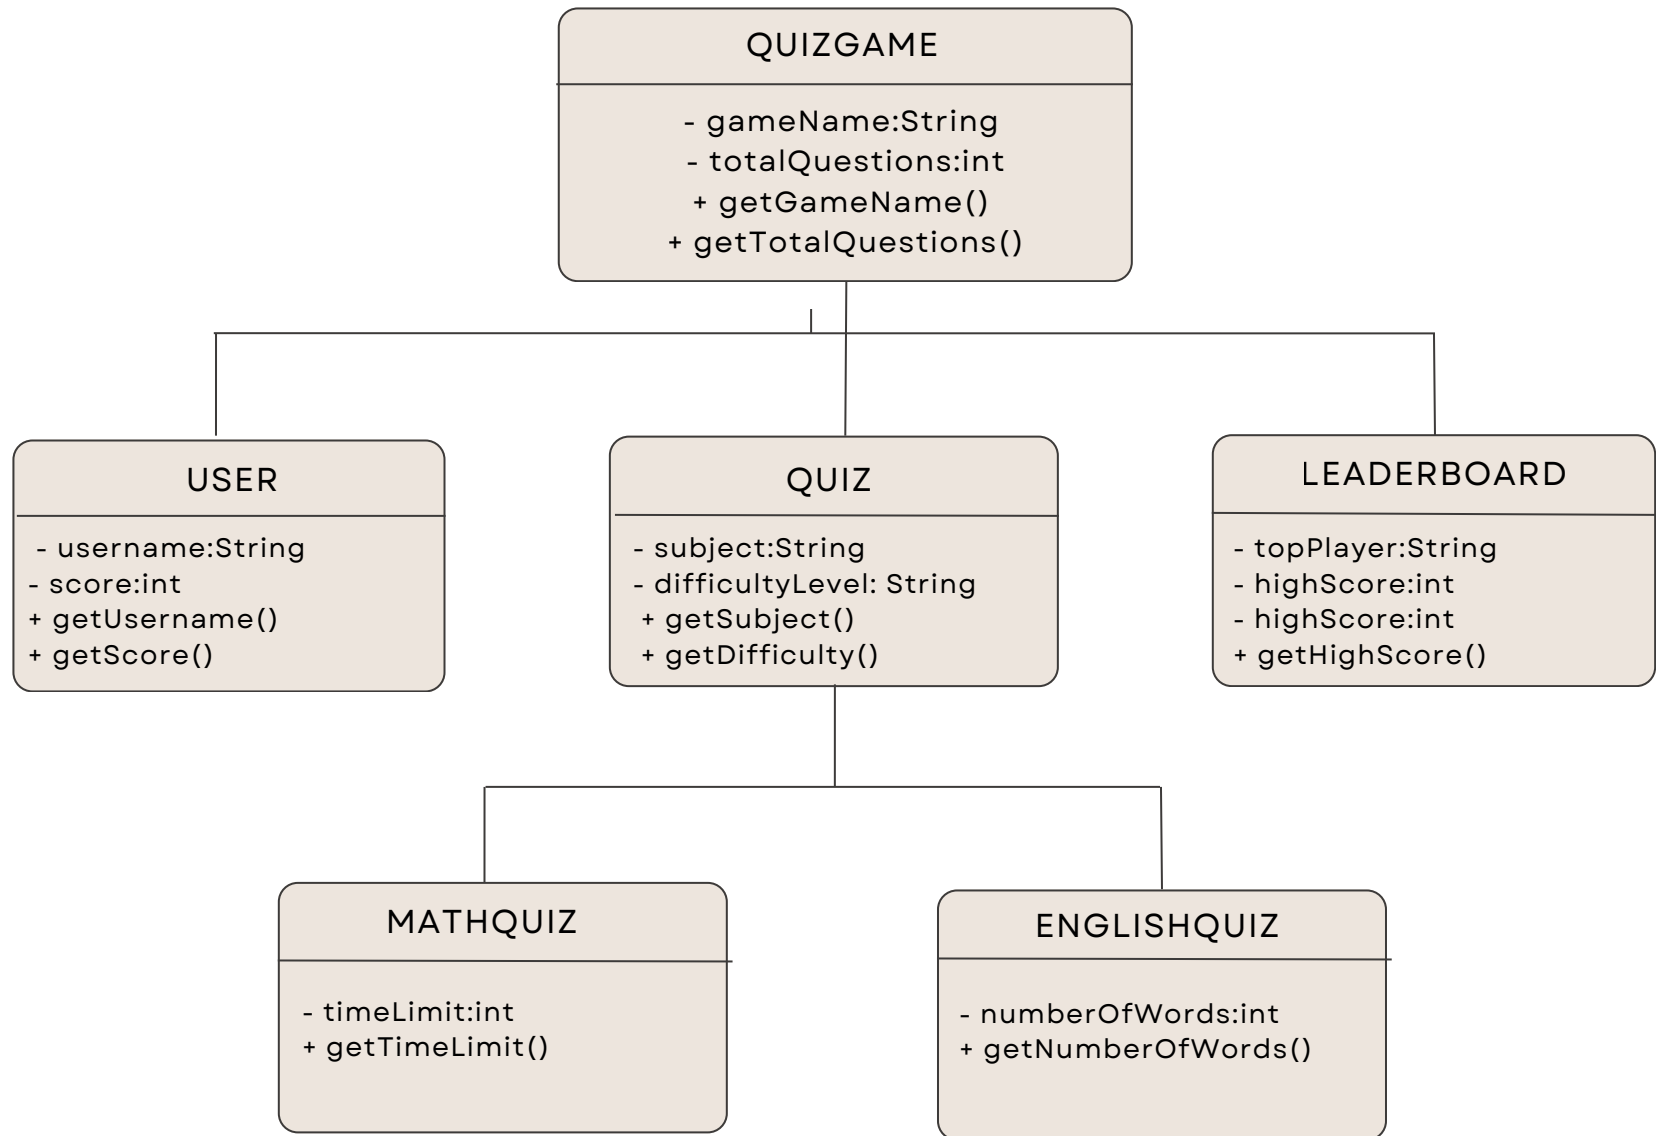 QUIZGAME
- gameName:String
- totalQuestions:int
+ getGameName()
+ getTotalQuestions()
USER
- username:String
- score:int
+ getUsername()
+ getScore()
QUIZ
- subject:String
- difficultyLevel: String
+ getSubject()
+ getDifficulty()
LEADERBOARD
- topPlayer:String
- highScore:int
- highScore:int
+ getHighScore()
MATHQUIZ
- timeLimit:int
+ getTimeLimit()
ENGLISHQUIZ
- numberOfWords:int
+ getNumberOfWords()